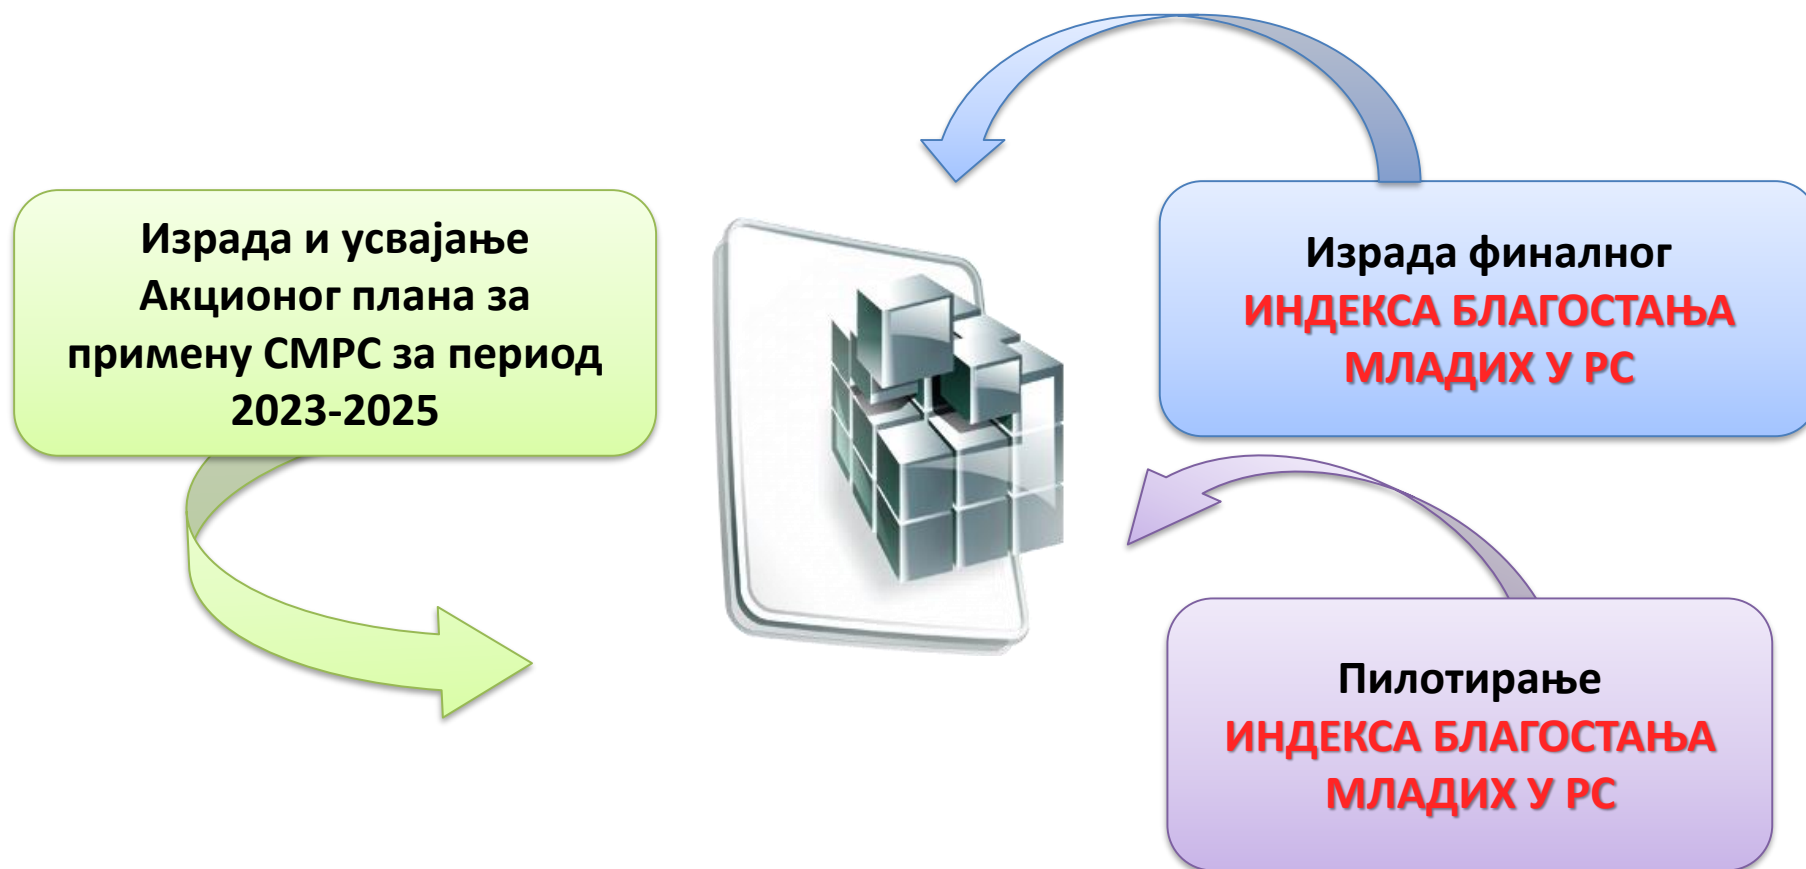 Израда и усвајање
Акционог плана за
примену СМРС за период
2023-2025
Израда финалног
ИНДЕКСА БЛАГОСТАЊА
МЛАДИХ У РС
Пилотирање
ИНДЕКСА БЛАГОСТАЊА
МЛАДИХ У РС